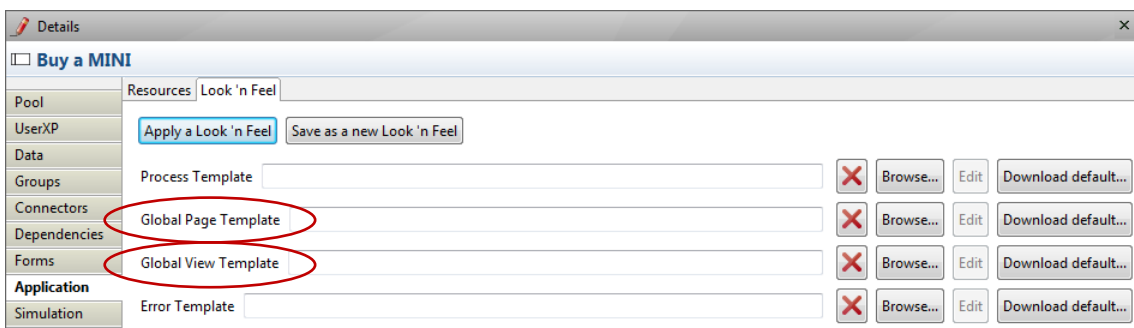 Details
Buy a MINI
Resources Look 'n Feel
Pool
UserXP
Apply a Look 'n Feel Save as a new Look 'n Feel
Data
Groups
Process Template Browse... Edit Download default...
Connectors
Global Page Template Browse... Edit Download default...
Dependencies
Forms
Global View Template Browse... Edit Download default...
Application
Simulation
Error Template Browse... Edit Download default...